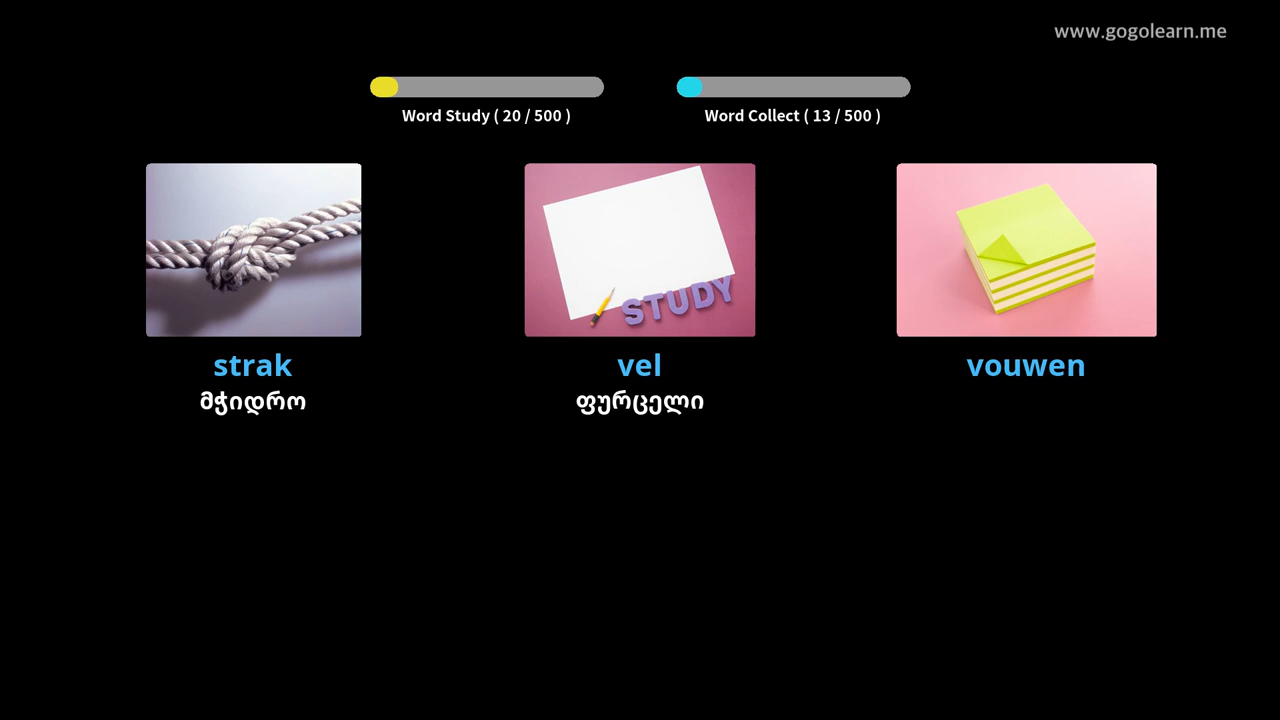 www.gogolearn.me
Word Study ( 20 / 500 )
Word Collect ( 13 / 500 )
STUDY
strak
vel
vouwen
მჭიდრო
ფურცელი